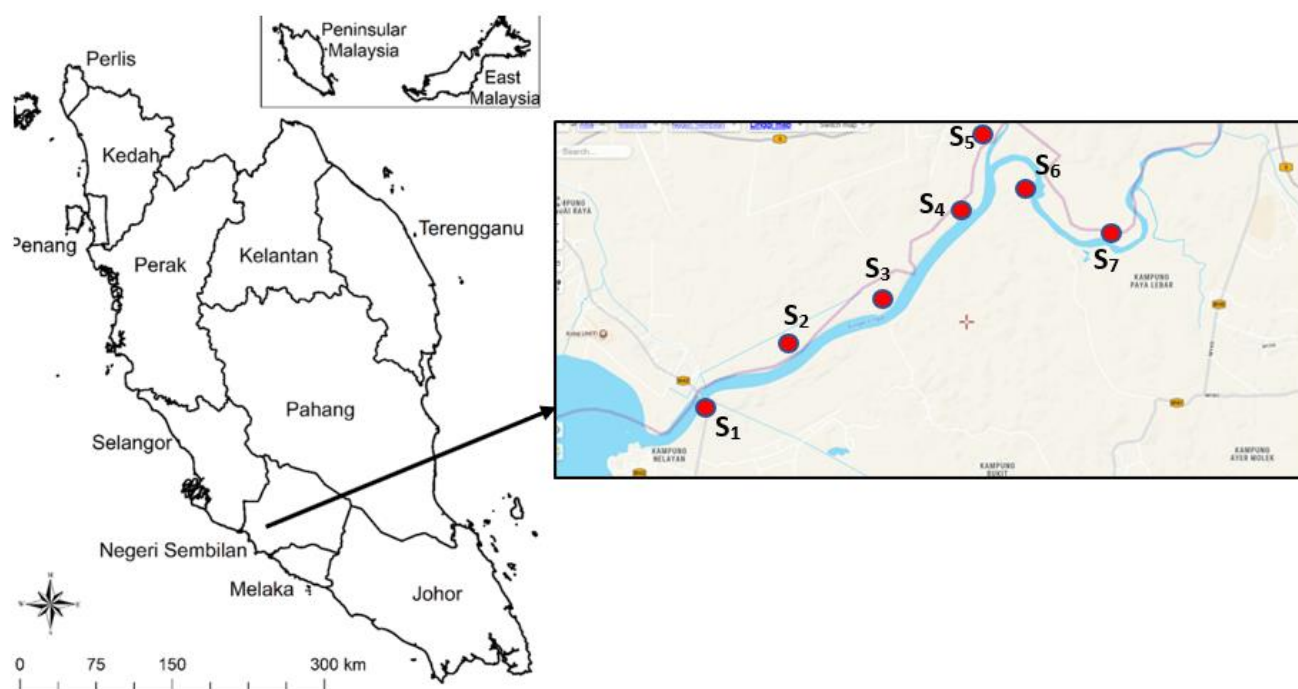 Peninsular
Malaysia
East
Malaysia
Perlis
Kedah
Penang
Perak
Kelantan
Terengganu
Pahang
Selangor
Negeri Sembilan
Melaka
Johor
0 75 150 300 km
Search...
S5
S6
S4
S7
S3
S2
S1
KAMPUNG
PAYA LEBAR
KAMPUNG
NELAYAN
KAMPUNG
BUKIT
KAMPUNG
AYER MOLEK